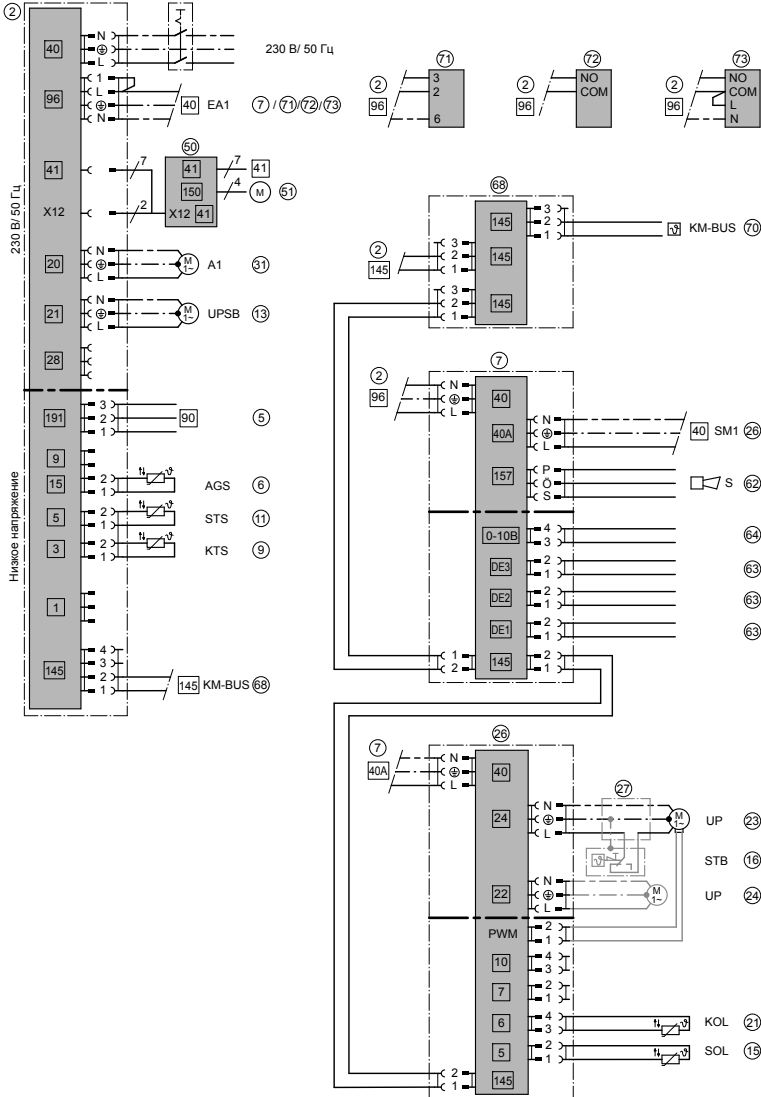 2
230 В/ 50 Гц
Низкое напряжение
40
N
L
230 В/ 50 Гц
96
1
L
N
40 EA1 7 / 71/72/73
41
7
X12
2
50
41
150
X12 41
7 41
4 M 51
20
N
L
M 1~
A1 31
21
N
L
M 1~
UPSB 13
28
191
3
2
1
90 5
9
15
2
1
ϑ
AGS 6
5
2
1
ϑ
STS 11
3
2
1
ϑ
KTS 9
1
145
4
3
2
1
145 KM-BUS 68
71
2
96
3
2
6
72
2
96
NO
COM
73
2
96
NO
COM
L
N
68
145
3
2
1
ϑ KM-BUS 70
2
145
3
2
1
145
3
2
1
145
7
2
96
N
L
40
40A
N
L
40 SM1 26
157
P
Ö
S
S 62
0-10В
4
3
64
DE3
2
1
63
DE2
2
1
63
DE1
2
1
63
1
2
145
2
1
26
7
40A
N
L
40
27
24
N
L
M 1~
UP 23
ϑ
STB 16
22
N
L
M 1~
UP 24
PWM
2
1
10
4
3
7
2
1
6
4
3
ϑ
KOL 21
5
2
1
ϑ
SOL 15
2
1
145